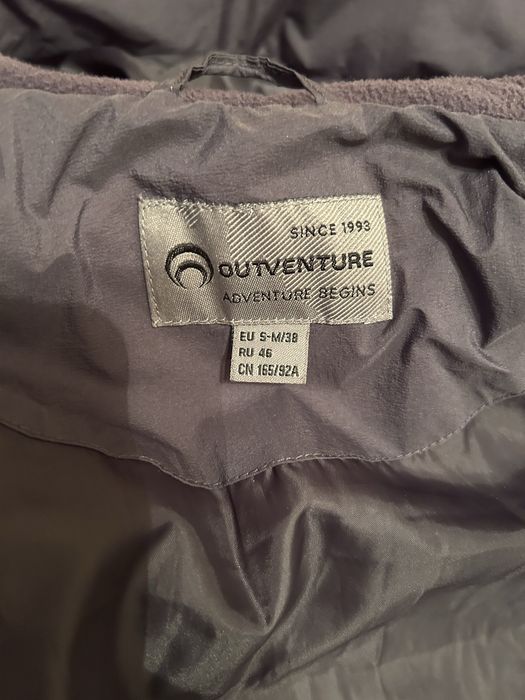 SINCE 1993
OUTVENTURE
ADVENTURE BEGINS
EU S-M/38
RU 46
CN 165/92A